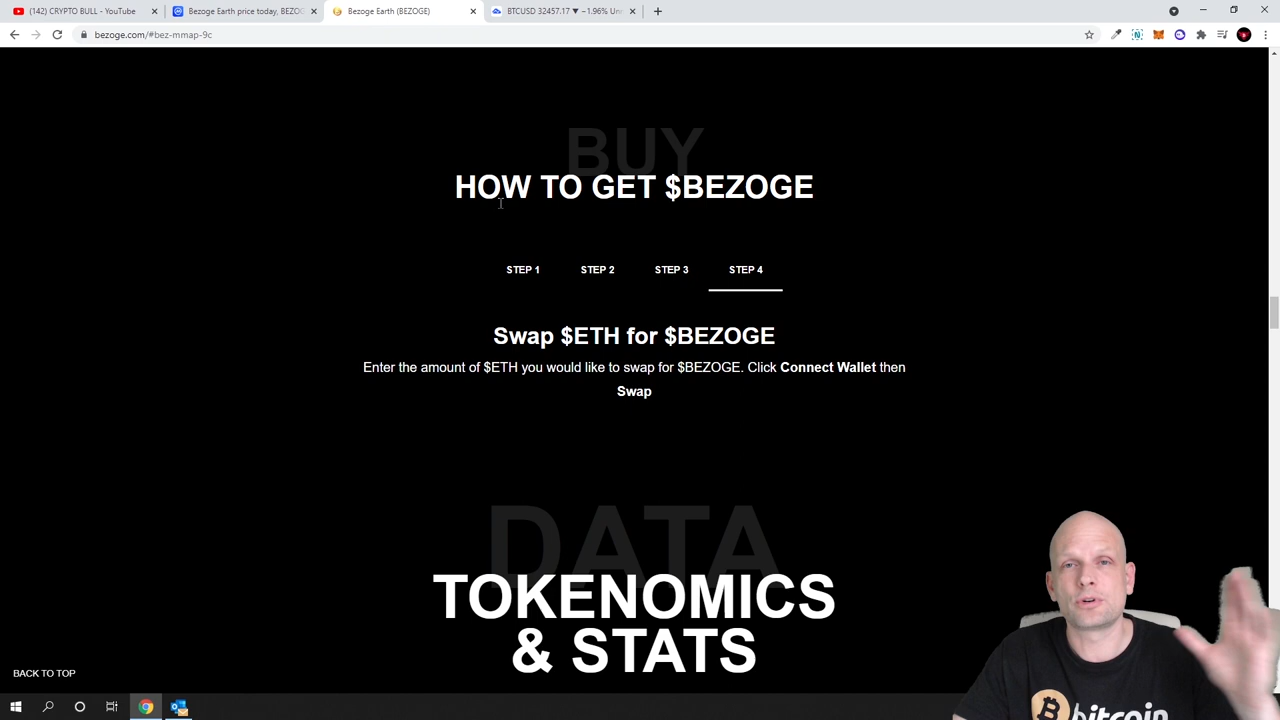 (142) CRYPTO BULL - YouTube
Bezoge Earth price today, BEZOG
Bezoge Earth (BEZOGE)
BTCUSD 32457.17 ▼ −1.96% Un
bezoge.com/#bez-mmap-9c
BUY
HOW TO GET $BEZOGE
STEP 1 STEP 2 STEP 3 STEP 4
Swap $ETH for $BEZOGE
Enter the amount of $ETH you would like to swap for $BEZOGE. Click Connect Wallet then
Swap
DATA
TOKENOMICS
& STATS
BACK TO TOP
bitcoin